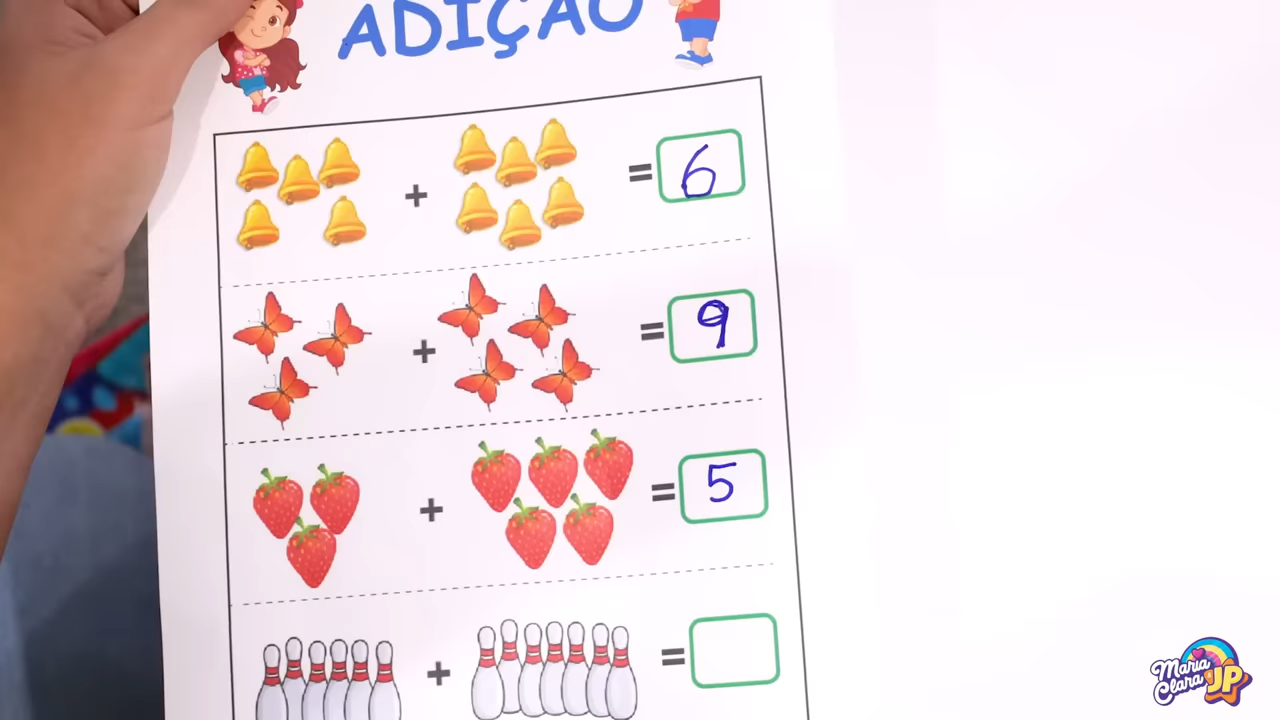 ADIÇÃO
+ = 6
+ = 9
+ = 5
+ =
Maria
Clara
JP